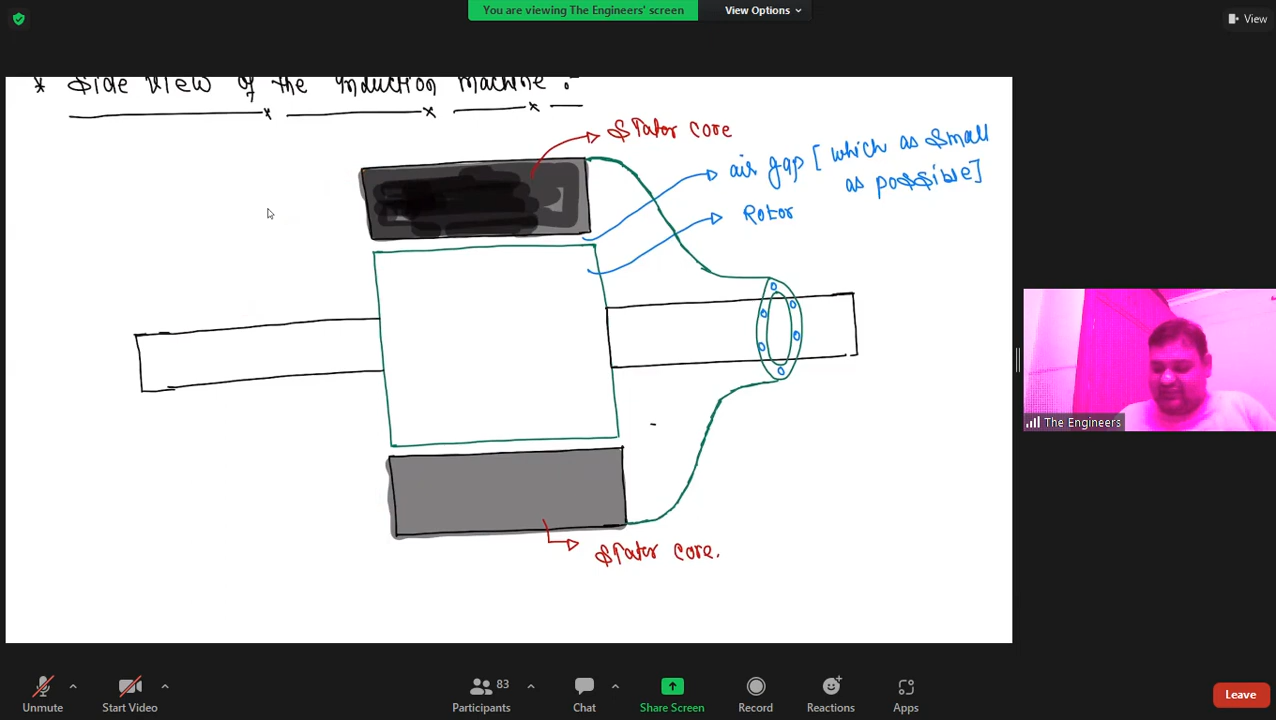 You are viewing The Engineers' screen
View Options
View
* Side view of the Induction Machine :-
Stator core
air gap [ which as small
as possible]
Rotor
Stator core.
The Engineers
Unmute
Start Video
83
Participants
Chat
Share Screen
Record
Reactions
Apps
Leave